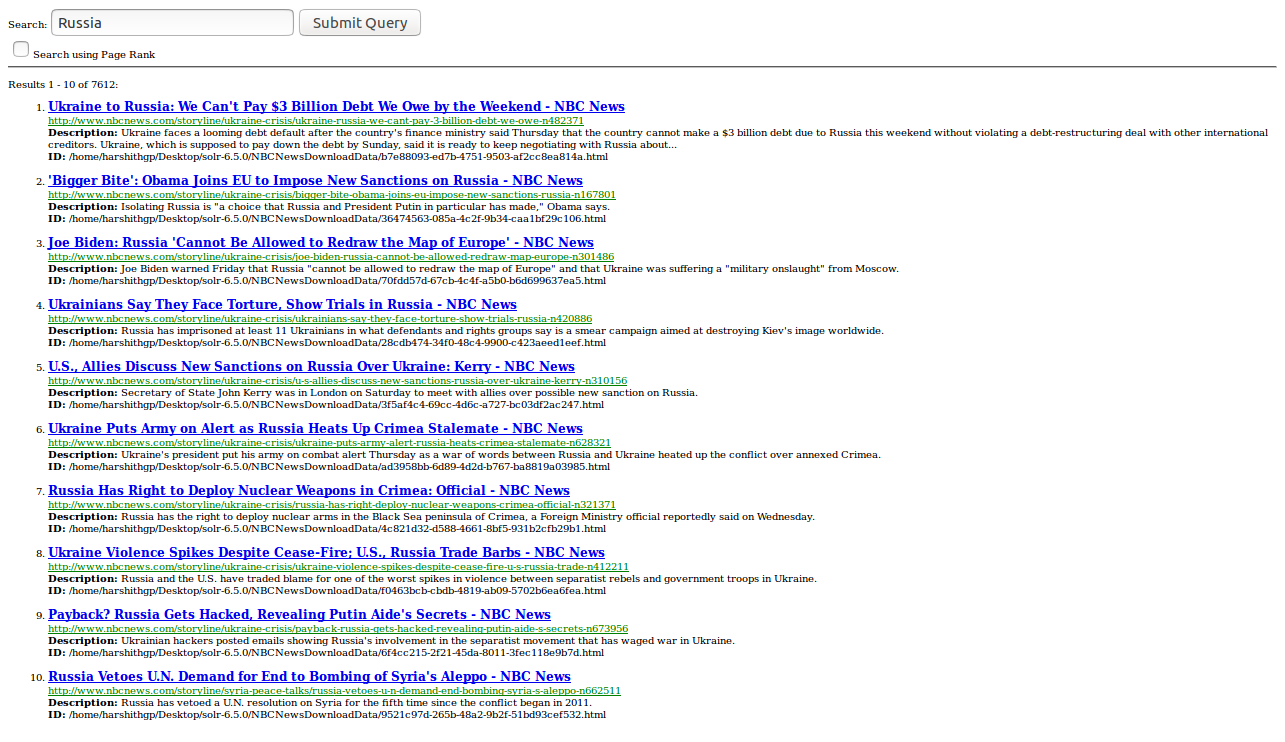 Search: Russia Submit Query
Search using Page Rank
Results 1 - 10 of 7612:
1. Ukraine to Russia: We Can't Pay $3 Billion Debt We Owe by the Weekend - NBC News
http://www.nbcnews.com/storyline/ukraine-crisis/ukraine-russia-we-cant-pay-3-billion-debt-we-owe-n482371
Description: Ukraine faces a looming debt default after the country's finance ministry said Thursday that the country cannot make a $3 billion debt due to Russia this weekend without violating a debt-restructuring deal with other international
creditors. Ukraine, which is supposed to pay down the debt by Sunday, said it is ready to keep negotiating with Russia about...
ID: /home/harshithgp/Desktop/solr-6.5.0/NBCNewsDownloadData/b7e88093-ed7b-4751-9503-af2cc8ea814a.html
2. 'Bigger Bite': Obama Joins EU to Impose New Sanctions on Russia - NBC News
http://www.nbcnews.com/storyline/ukraine-crisis/bigger-bite-obama-joins-eu-impose-new-sanctions-russia-n167801
Description: Isolating Russia is "a choice that Russia and President Putin in particular has made," Obama says.
ID: /home/harshithgp/Desktop/solr-6.5.0/NBCNewsDownloadData/36474563-085a-4c2f-9b34-caa1bf29c106.html
3. Joe Biden: Russia 'Cannot Be Allowed to Redraw the Map of Europe' - NBC News
http://www.nbcnews.com/storyline/ukraine-crisis/joe-biden-russia-cannot-be-allowed-redraw-map-europe-n301486
Description: Joe Biden warned Friday that Russia "cannot be allowed to redraw the map of Europe" and that Ukraine was suffering a "military onslaught" from Moscow.
ID: /home/harshithgp/Desktop/solr-6.5.0/NBCNewsDownloadData/70fdd57d-67cb-4c4f-a5b0-b6d699637ea5.html
4. Ukrainians Say They Face Torture, Show Trials in Russia - NBC News
http://www.nbcnews.com/storyline/ukraine-crisis/ukrainians-say-they-face-torture-show-trials-russia-n420886
Description: Russia has imprisoned at least 11 Ukrainians in what defendants and rights groups say is a smear campaign aimed at destroying Kiev's image worldwide.
ID: /home/harshithgp/Desktop/solr-6.5.0/NBCNewsDownloadData/28cdb474-34f0-48c4-9900-c423aeed1eef.html
5. U.S., Allies Discuss New Sanctions on Russia Over Ukraine: Kerry - NBC News
http://www.nbcnews.com/storyline/ukraine-crisis/u-s-allies-discuss-new-sanctions-russia-over-ukraine-kerry-n310156
Description: Secretary of State John Kerry was in London on Saturday to meet with allies over possible new sanction on Russia.
ID: /home/harshithgp/Desktop/solr-6.5.0/NBCNewsDownloadData/3f5af4c4-69cc-4d6c-a727-bc03df2ac247.html
6. Ukraine Puts Army on Alert as Russia Heats Up Crimea Stalemate - NBC News
http://www.nbcnews.com/storyline/ukraine-crisis/ukraine-puts-army-alert-russia-heats-crimea-stalemate-n628321
Description: Ukraine's president put his army on combat alert Thursday as a war of words between Russia and Ukraine heated up the conflict over annexed Crimea.
ID: /home/harshithgp/Desktop/solr-6.5.0/NBCNewsDownloadData/ad3958bb-6d89-4d2d-b767-ba8819a03985.html
7. Russia Has Right to Deploy Nuclear Weapons in Crimea: Official - NBC News
http://www.nbcnews.com/storyline/ukraine-crisis/russia-has-right-deploy-nuclear-weapons-crimea-official-n321371
Description: Russia has the right to deploy nuclear arms in the Black Sea peninsula of Crimea, a Foreign Ministry official reportedly said on Wednesday.
ID: /home/harshithgp/Desktop/solr-6.5.0/NBCNewsDownloadData/4c821d32-d588-4661-8bf5-931b2cfb29b1.html
8. Ukraine Violence Spikes Despite Cease-Fire; U.S., Russia Trade Barbs - NBC News
http://www.nbcnews.com/storyline/ukraine-crisis/ukraine-violence-spikes-despite-cease-fire-u-s-russia-trade-n412211
Description: Russia and the U.S. have traded blame for one of the worst spikes in violence between separatist rebels and government troops in Ukraine.
ID: /home/harshithgp/Desktop/solr-6.5.0/NBCNewsDownloadData/f0463bcb-cbdb-4819-ab09-5702b6ea6fea.html
9. Payback? Russia Gets Hacked, Revealing Putin Aide's Secrets - NBC News
http://www.nbcnews.com/storyline/ukraine-crisis/payback-russia-gets-hacked-revealing-putin-aide-s-secrets-n673956
Description: Ukrainian hackers posted emails showing Russia's involvement in the separatist movement that has waged war in Ukraine.
ID: /home/harshithgp/Desktop/solr-6.5.0/NBCNewsDownloadData/6f4cc215-2f21-45da-8011-3fec118e9b7d.html
10. Russia Vetoes U.N. Demand for End to Bombing of Syria's Aleppo - NBC News
http://www.nbcnews.com/storyline/syria-peace-talks/russia-vetoes-u-n-demand-end-bombing-syria-s-aleppo-n662511
Description: Russia has vetoed a U.N. resolution on Syria for the fifth time since the conflict began in 2011.
ID: /home/harshithgp/Desktop/solr-6.5.0/NBCNewsDownloadData/9521c97d-265b-48a2-9b2f-51bd93cef532.html